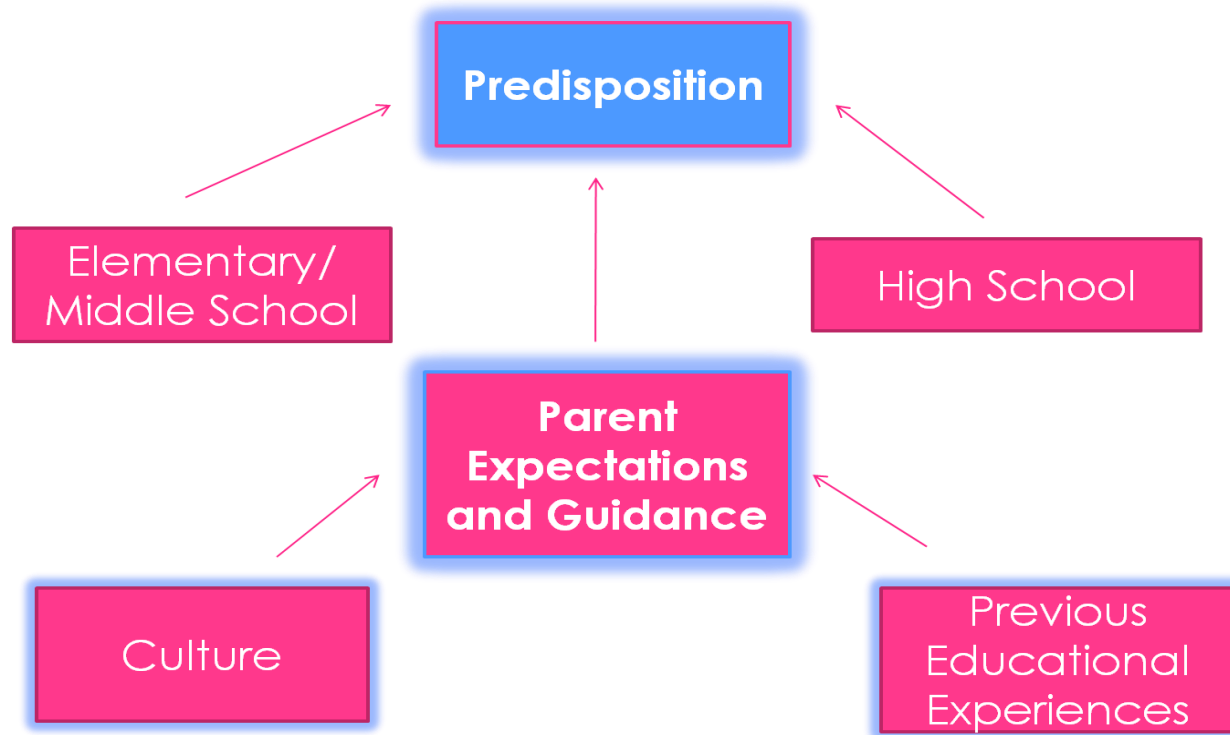 Predisposition
Elementary/
Middle School
High School
Parent
Expectations
and Guidance
Culture
Previous
Educational
Experiences